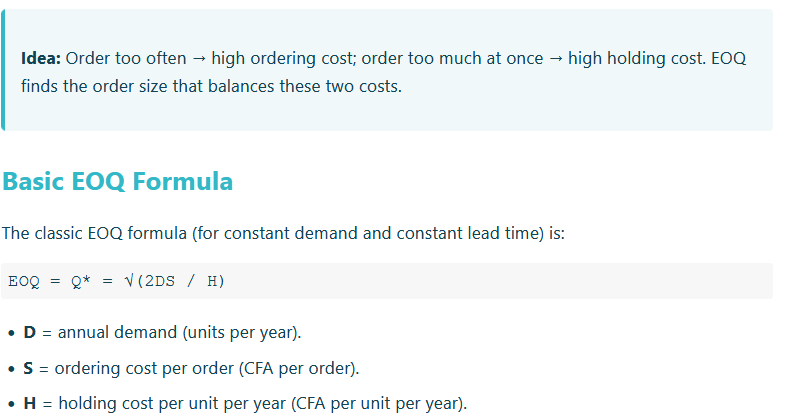 Idea: Order too often → high ordering cost; order too much at once → high holding cost. EOQ
finds the order size that balances these two costs.
Basic EOQ Formula
The classic EOQ formula (for constant demand and constant lead time) is:
EOQ = Q* = √(2DS / H)
• D = annual demand (units per year).
• S = ordering cost per order (CFA per order).
• H = holding cost per unit per year (CFA per unit per year).